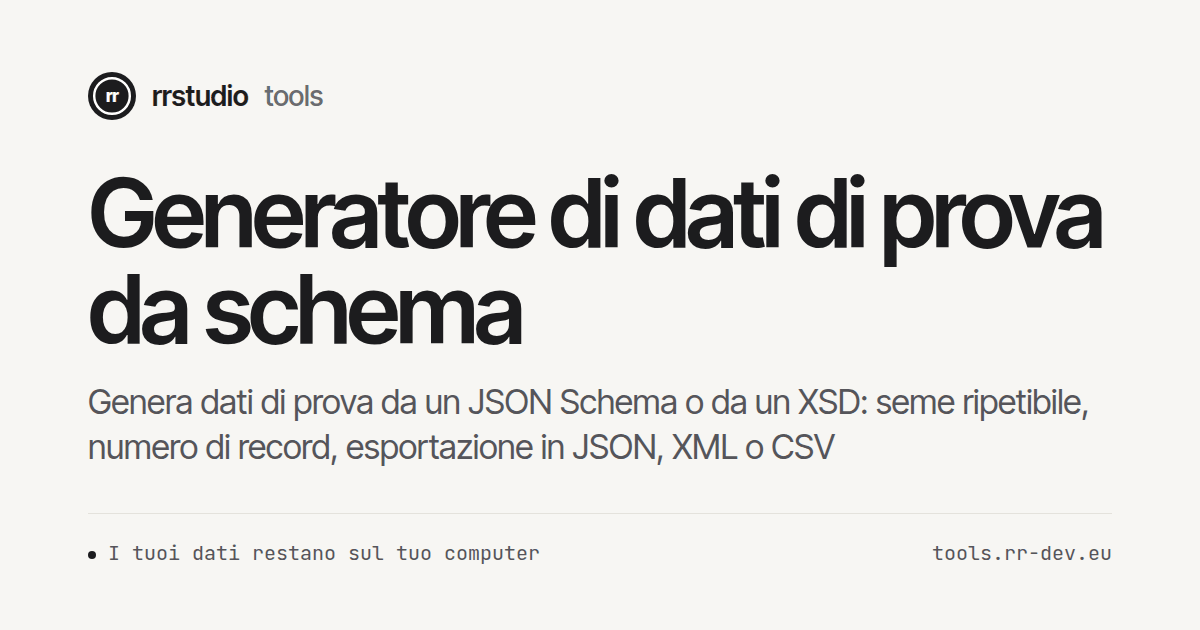 rr
rrstudio tools
Generatore di dati di prova
da schema
Genera dati di prova da un JSON Schema o da un XSD: seme ripetibile,
numero di record, esportazione in JSON, XML o CSV
I tuoi dati restano sul tuo computer
tools.rr-dev.eu